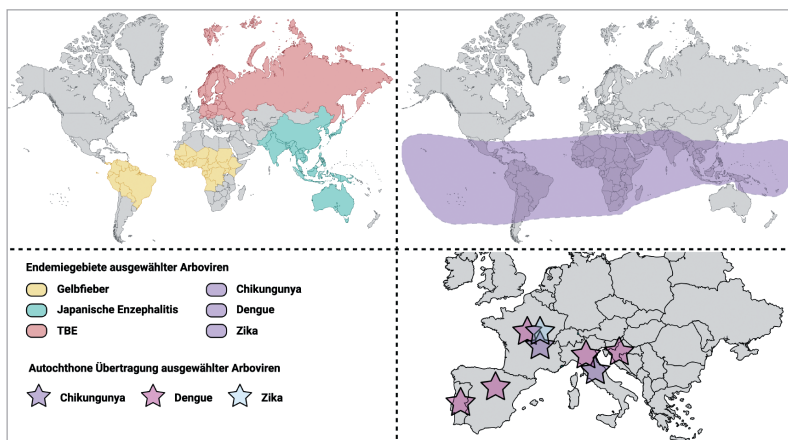 Endemiegebiete ausgewählter Arboviren
Gelbfieber
Chikungunya
Japanische Enzephalitis
Dengue
TBE
Zika
Autochthone Übertragung ausgewählter Arboviren
Chikungunya
Dengue
Zika